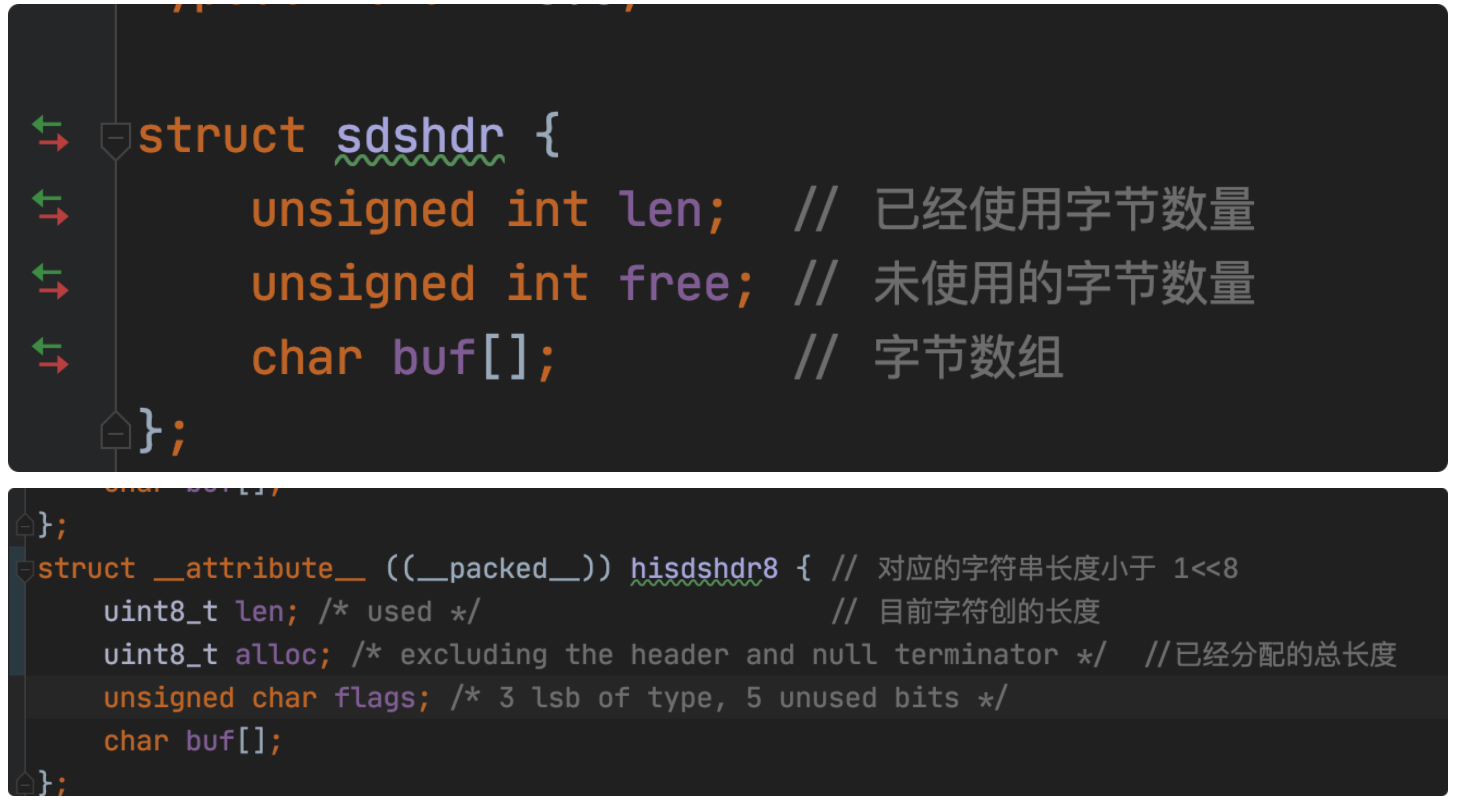 struct sdshdr {
unsigned int len; // 已经使用字节数量
unsigned int free; // 未使用的字节数量
char buf[]; // 字节数组
};
char buf[];
};
struct __attribute__ ((__packed__)) hisdshdr8 { // 对应的字符串长度小于 1<<8
uint8_t len; /* used */ // 目前字符创的长度
uint8_t alloc; /* excluding the header and null terminator */ //已经分配的总长度
unsigned char flags; /* 3 lsb of type, 5 unused bits */
char buf[];
};